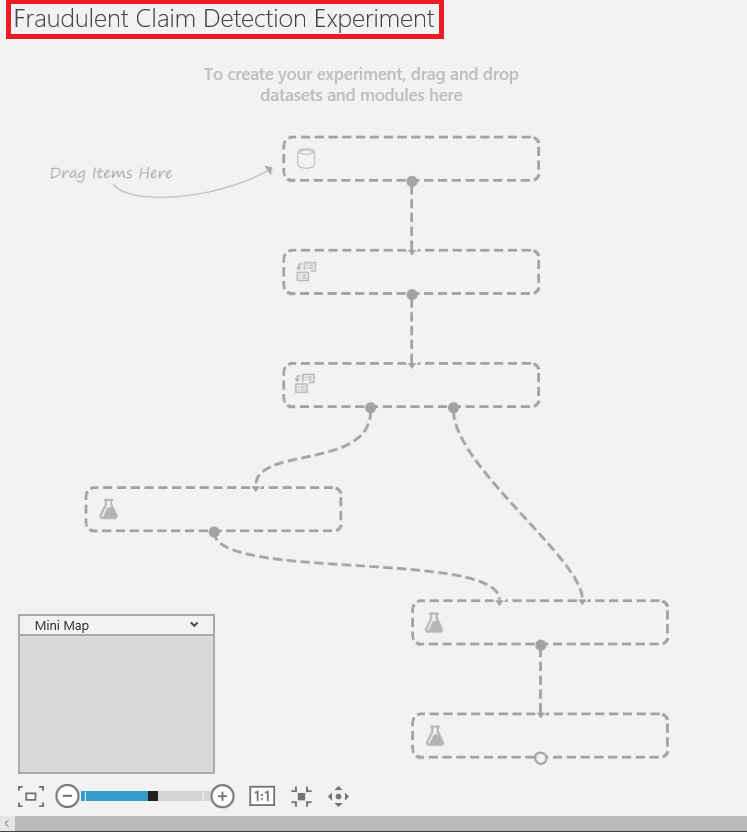 Fraudulent Claim Detection Experiment
To create your experiment, drag and drop
datasets and modules here
Drag Items Here
Mini Map
1:1